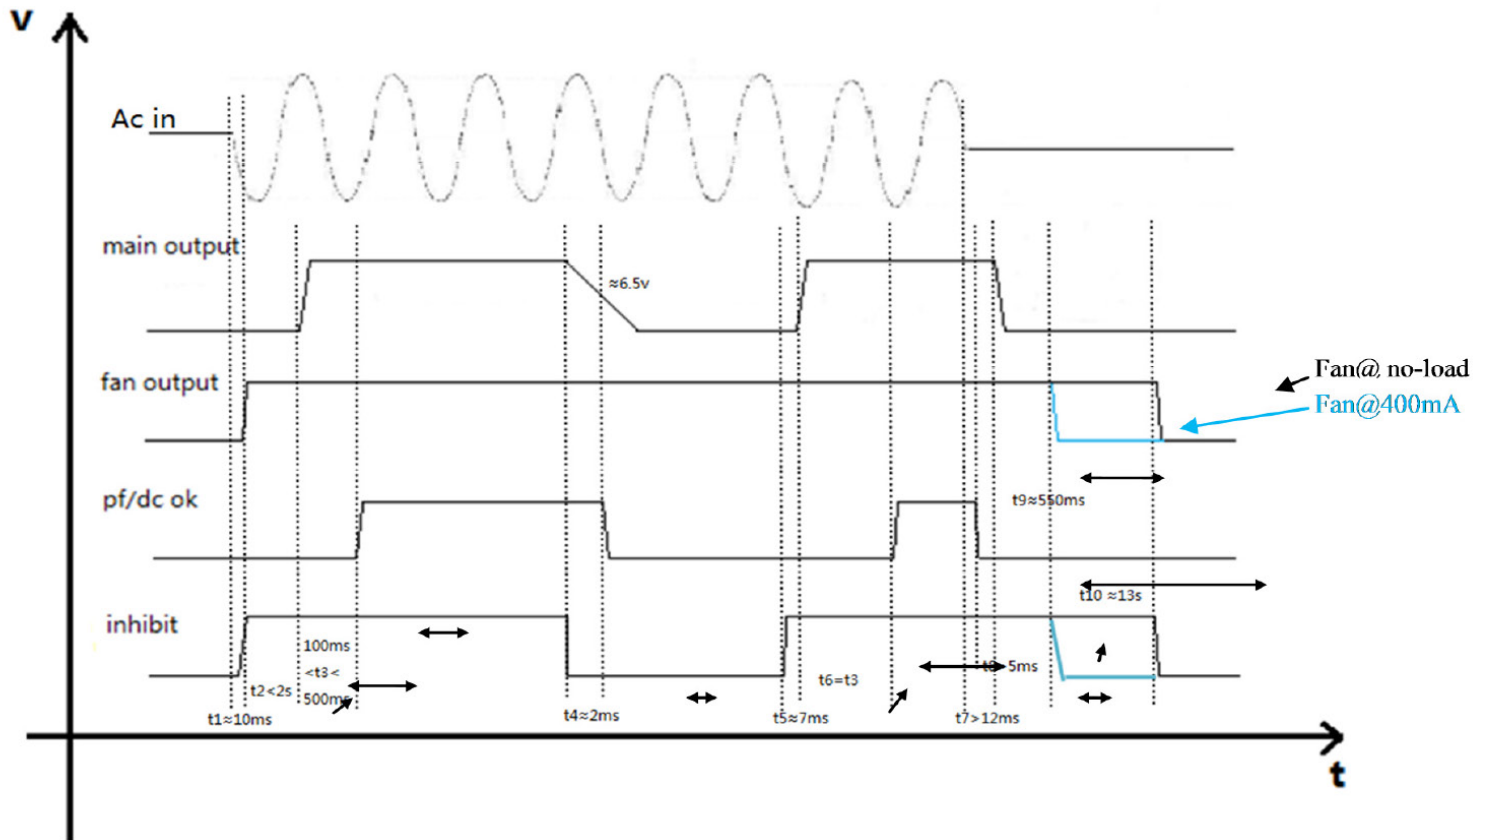 V
Ac in
main output
≈6.5v
fan output
Fan@ no-load
Fan@400mA
pf/dc ok
t9≈550ms
t10 ≈13s
inhibit
100ms
<t3<
500ms
t2<2s
t6=t3
5ms
t1≈10ms
t4≈2ms
t5≈7ms
t7>12ms
t